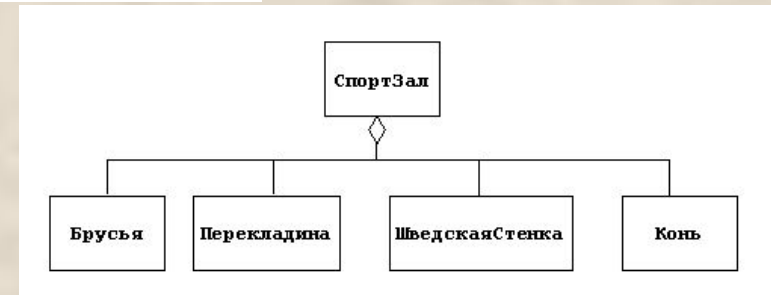 СпортЗал
Брусья
Перекладина
ШведскаяСтенка
Конь